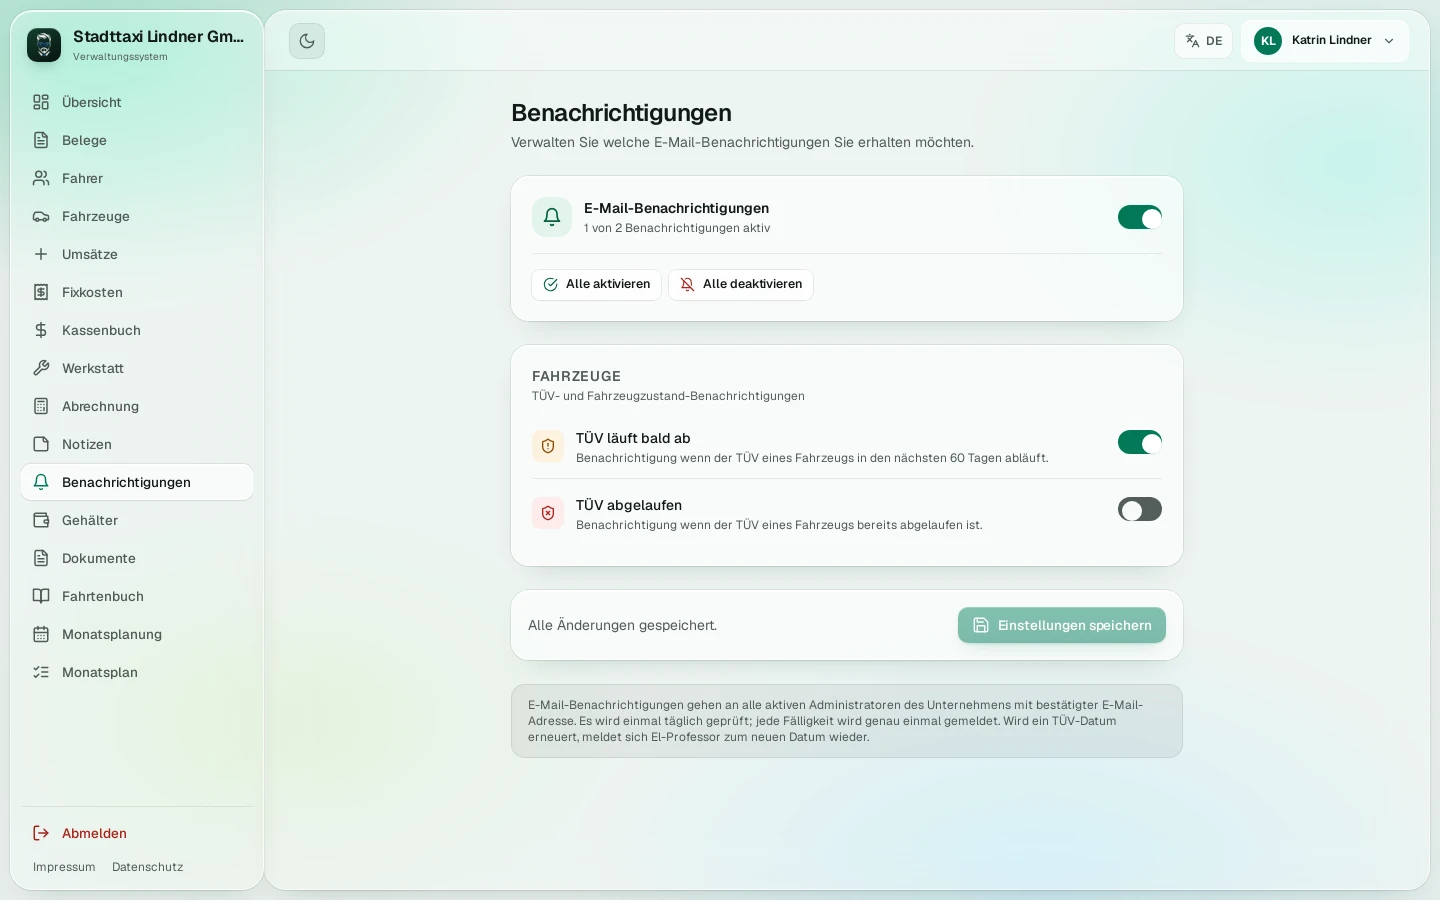 Stadttaxi Lindner Gm...
Verwaltungssystem
Übersicht
Belege
Fahrer
Fahrzeuge
Umsätze
Fixkosten
Kassenbuch
Werkstatt
Abrechnung
Notizen
Benachrichtigungen
Gehälter
Dokumente
Fahrtenbuch
Monatsplanung
Monatsplan
Abmelden
Impressum Datenschutz
DE
KL Katrin Lindner
Benachrichtigungen
Verwalten Sie welche E-Mail-Benachrichtigungen Sie erhalten möchten.
E-Mail-Benachrichtigungen
1 von 2 Benachrichtigungen aktiv
Alle aktivieren Alle deaktivieren
FAHRZEUGE
TÜV- und Fahrzeugzustand-Benachrichtigungen
TÜV läuft bald ab
Benachrichtigung wenn der TÜV eines Fahrzeugs in den nächsten 60 Tagen abläuft.
TÜV abgelaufen
Benachrichtigung wenn der TÜV eines Fahrzeugs bereits abgelaufen ist.
Alle Änderungen gespeichert. Einstellungen speichern
E-Mail-Benachrichtigungen gehen an alle aktiven Administratoren des Unternehmens mit bestätigter E-Mail-
Adresse. Es wird einmal täglich geprüft; jede Fälligkeit wird genau einmal gemeldet. Wird ein TÜV-Datum
erneuert, meldet sich El-Professor zum neuen Datum wieder.